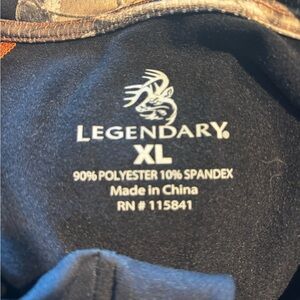 LEGENDARY
XL
90% POLYESTER 10% SPANDEX
Made in China
RN # 115841